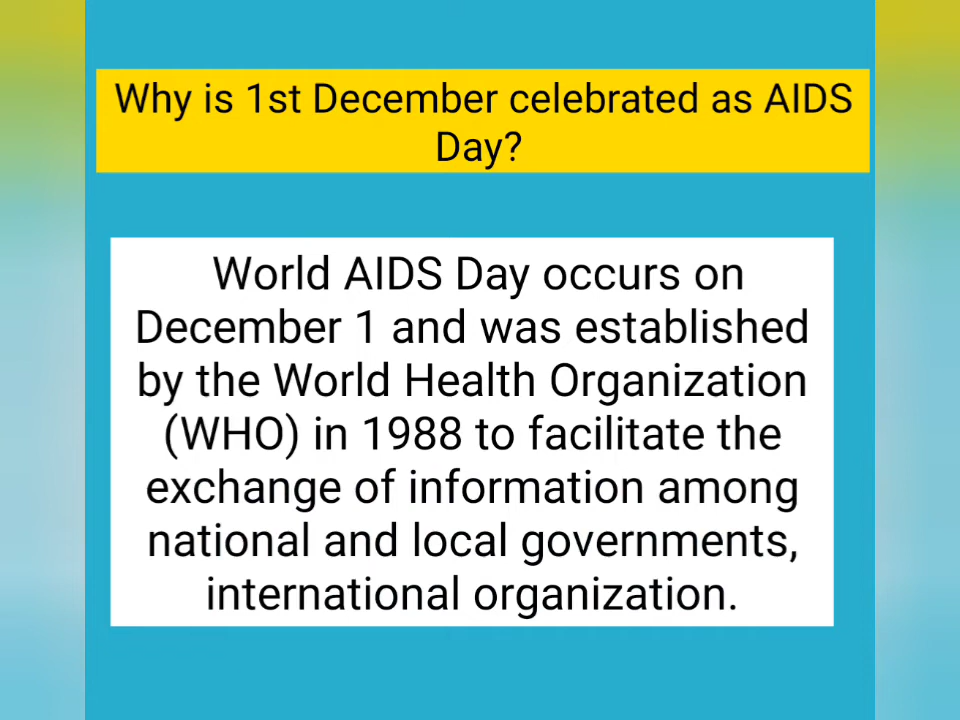 Why is 1st December celebrated as AIDS
Day?
World AIDS Day occurs on
December 1 and was established
by the World Health Organization
(WHO) in 1988 to facilitate the
exchange of information among
national and local governments,
international organization.